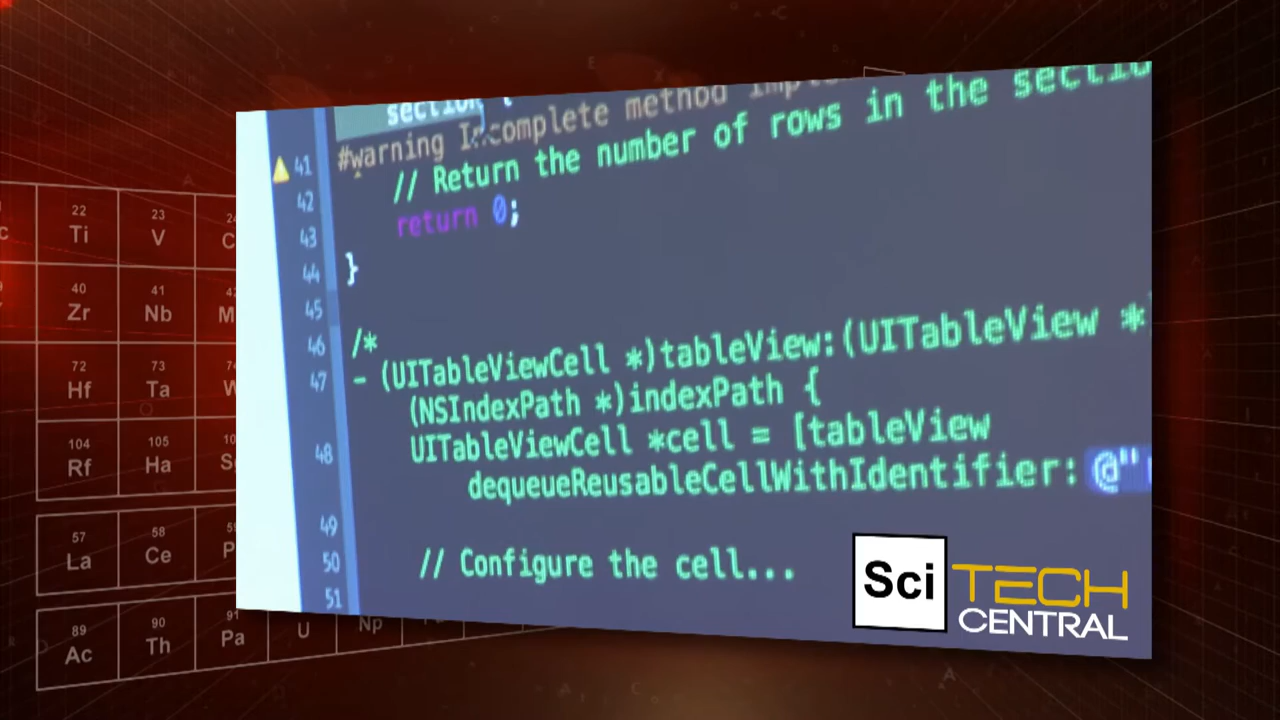 section {
#warning Incomplete method
41
// Return the number of rows in the
42
return 0;
43
}
44
45
/*
46
- (UITableViewCell *)tableView:(UITableView *)
47
(NSIndexPath *)indexPath {
UITableViewCell *cell = [tableView
48
dequeueReusableCellWithIdentifier: @"
49
// Configure the cell...
50
51
Sci TECH
CENTRAL
22 23
Ti V
40 41
Zr Nb
72 73
Hf Ta
104 105
Rf Ha
57 58
La Ce
89 90 91
Ac Th Pa U Np